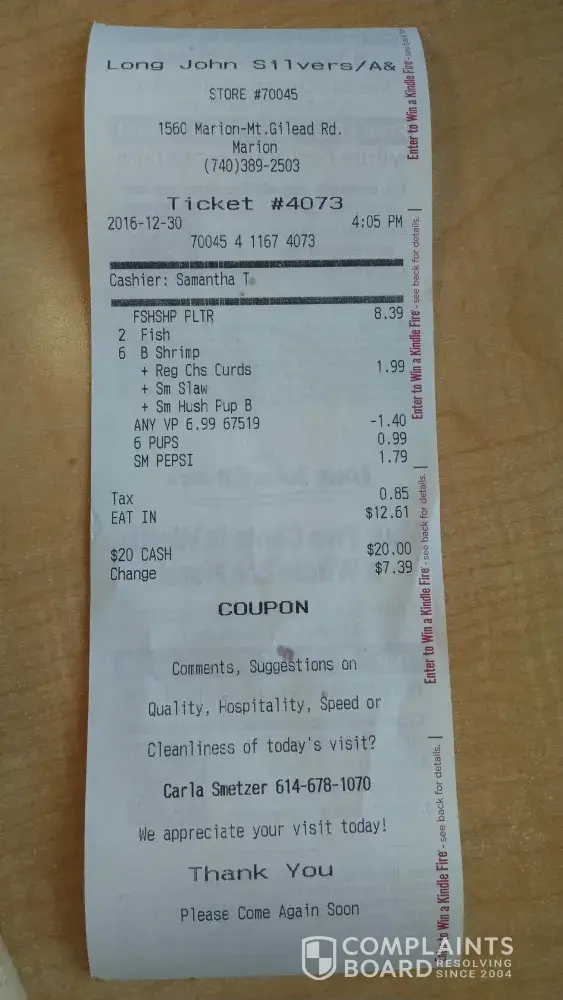 Long John Silvers/A&
STORE #70045
1560 Marion-Mt.Gilead Rd.
Marion
(740)389-2503
Ticket #4073
2016-12-30 4:05 PM
70045 4 1167 4073
Cashier: Samantha T
FSHSHP PLTR 8.39
2 Fish
6 B Shrimp
+ Reg Chs Curds 1.99
+ Sm Slaw
+ Sm Hush Pup B
ANY VP 6.99 67519 -1.40
6 PUPS 0.99
SM PEPSI 1.79
Tax 0.85
EAT IN $12.61
$20 CASH $20.00
Change $7.39
COUPON
Comments, Suggestions on
Quality, Hospitality, Speed or
Cleanliness of today's visit?
Carla Smetzer 614-678-1070
We appreciate your visit today!
Thank You
Please Come Again Soon
Enter to Win a Kindle Fire - see back fo
Enter to Win a Kindle Fire - see back for details. |
Enter to Win a Kindle Fire - see back for details. |
to Win a Kindle Fire - see back for details. |
COMPLAINTS
BOARD RESOLVING
SINCE 2004